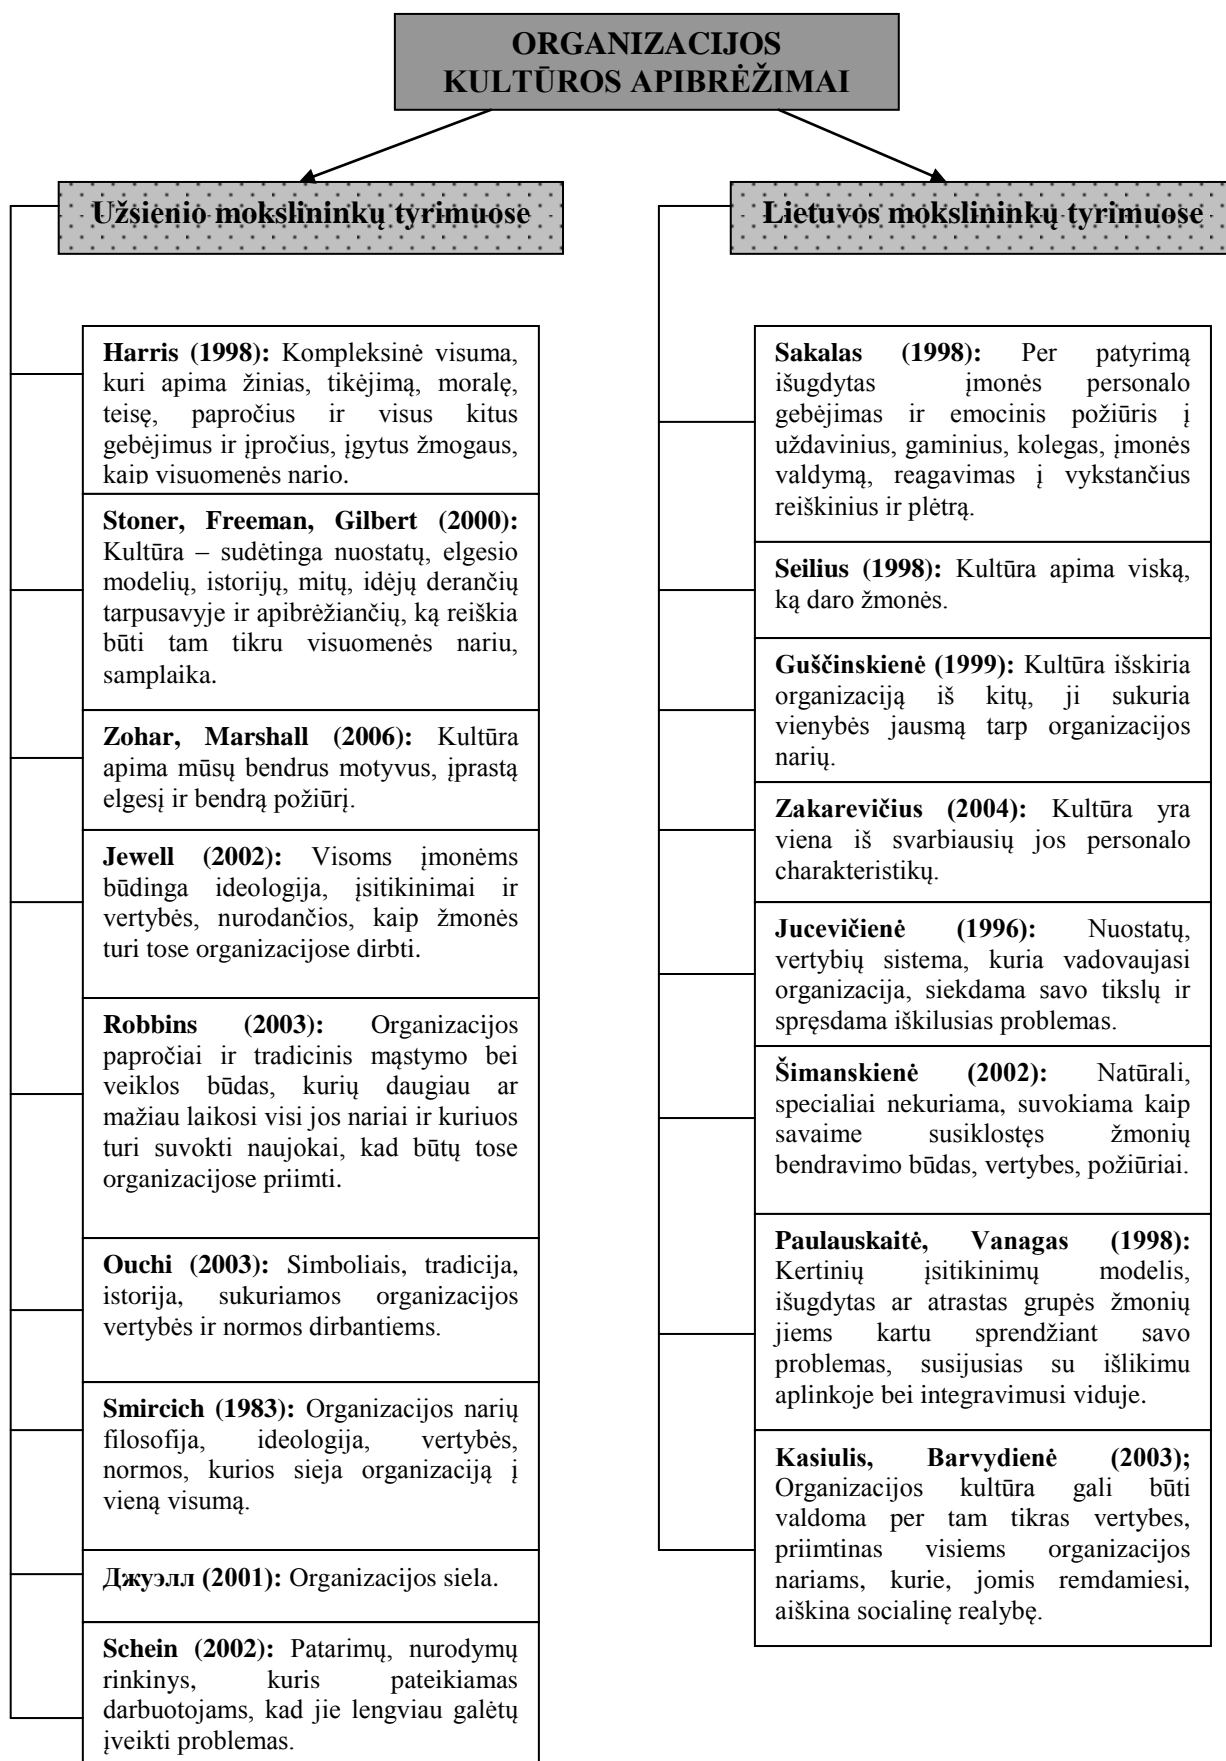 ORGANIZACIJOS
KULTŪROS APIBRĖŽIMAI
Užsienio mokslininkų tyrimuose
Harris (1998): Kompleksinė visuma,
kuri apima žinias, tikėjimą, moralę,
teisę, papročius ir visus kitus
gebėjimus ir įpročius, įgytus žmogaus,
kaip visuomenės nario.
Stoner, Freeman, Gilbert (2000):
Kultūra – sudėtinga nuostatų, elgesio
modelių, istorijų, mitų, idėjų derančių
tarpusavyje ir apibrėžiančių, ką reiškia
būti tam tikru visuomenės nariu,
samplaika.
Zohar, Marshall (2006): Kultūra
apima mūsų bendrus motyvus, įprastą
elgesį ir bendrą požiūrį.
Jewell (2002): Visoms įmonėms
būdinga ideologija, įsitikinimai ir
vertybės, nurodančios, kaip žmonės
turi tose organizacijose dirbti.
Robbins (2003): Organizacijos
papročiai ir tradicinis mąstymo bei
veiklos būdas, kurių daugiau ar
mažiau laikosi visi jos nariai ir kuriuos
turi suvokti naujokai, kad būtų tose
organizacijose priimti.
Ouchi (2003): Simboliais, tradicija,
istorija, sukuriamos organizacijos
vertybės ir normos dirbantiems.
Smircich (1983): Organizacijos narių
filosofija, ideologija, vertybės,
normos, kurios sieja organizaciją į
vieną visumą.
Джуэлл (2001): Organizacijos siela.
Schein (2002): Patarimų, nurodymų
rinkinys, kuris pateikiamas
darbuotojams, kad jie lengviau galėtų
įveikti problemas.
Lietuvos mokslininkų tyrimuose
Sakalas (1998): Per patyrimą
išugdytas įmonės personalo
gebėjimas ir emocinis požiūris į
uždavinius, gaminius, kolegas, įmonės
valdymą, reagavimas į vykstančius
reiškinius ir plėtrą.
Seilius (1998): Kultūra apima viską,
ką daro žmonės.
Guščinskienė (1999): Kultūra išskiria
organizaciją iš kitų, ji sukuria
vienybės jausmą tarp organizacijos
narių.
Zakarevičius (2004): Kultūra yra
viena iš svarbiausių jos personalo
charakteristikų.
Jucevičienė (1996): Nuostatų,
vertybių sistema, kuria vadovaujasi
organizacija, siekdama savo tikslų ir
spręsdama iškilusias problemas.
Šimanskienė (2002): Natūrali,
specialiai nekuriama, suvokiama kaip
savaime susiklostęs žmonių
bendravimo būdas, vertybes, požiūriai.
Paulauskaitė, Vanagas (1998):
Kertinių įsitikinimų modelis,
išugdytas ar atrastas grupės žmonių
jiems kartu sprendžiant savo
problemas, susijusias su išlikimu
aplinkoje bei integravimusi viduje.
Kasiulis, Barvydienė (2003);
Organizacijos kultūra gali būti
valdoma per tam tikras vertybes,
priimtinas visiems organizacijos
nariams, kurie, jomis remdamiesi,
aiškina socialinę realybę.